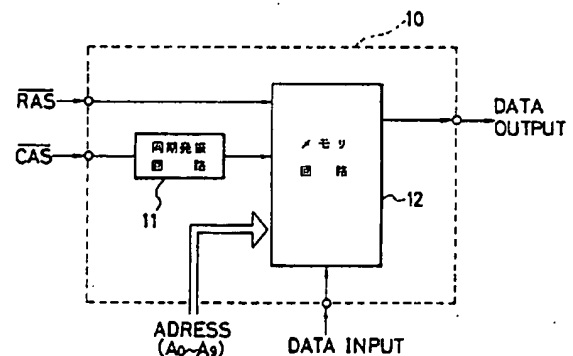 10
RAS
CAS
同期発振
回路
11
メモリ
回路
12
DATA
OUTPUT
ADRESS
(A0~A9)
DATA INPUT